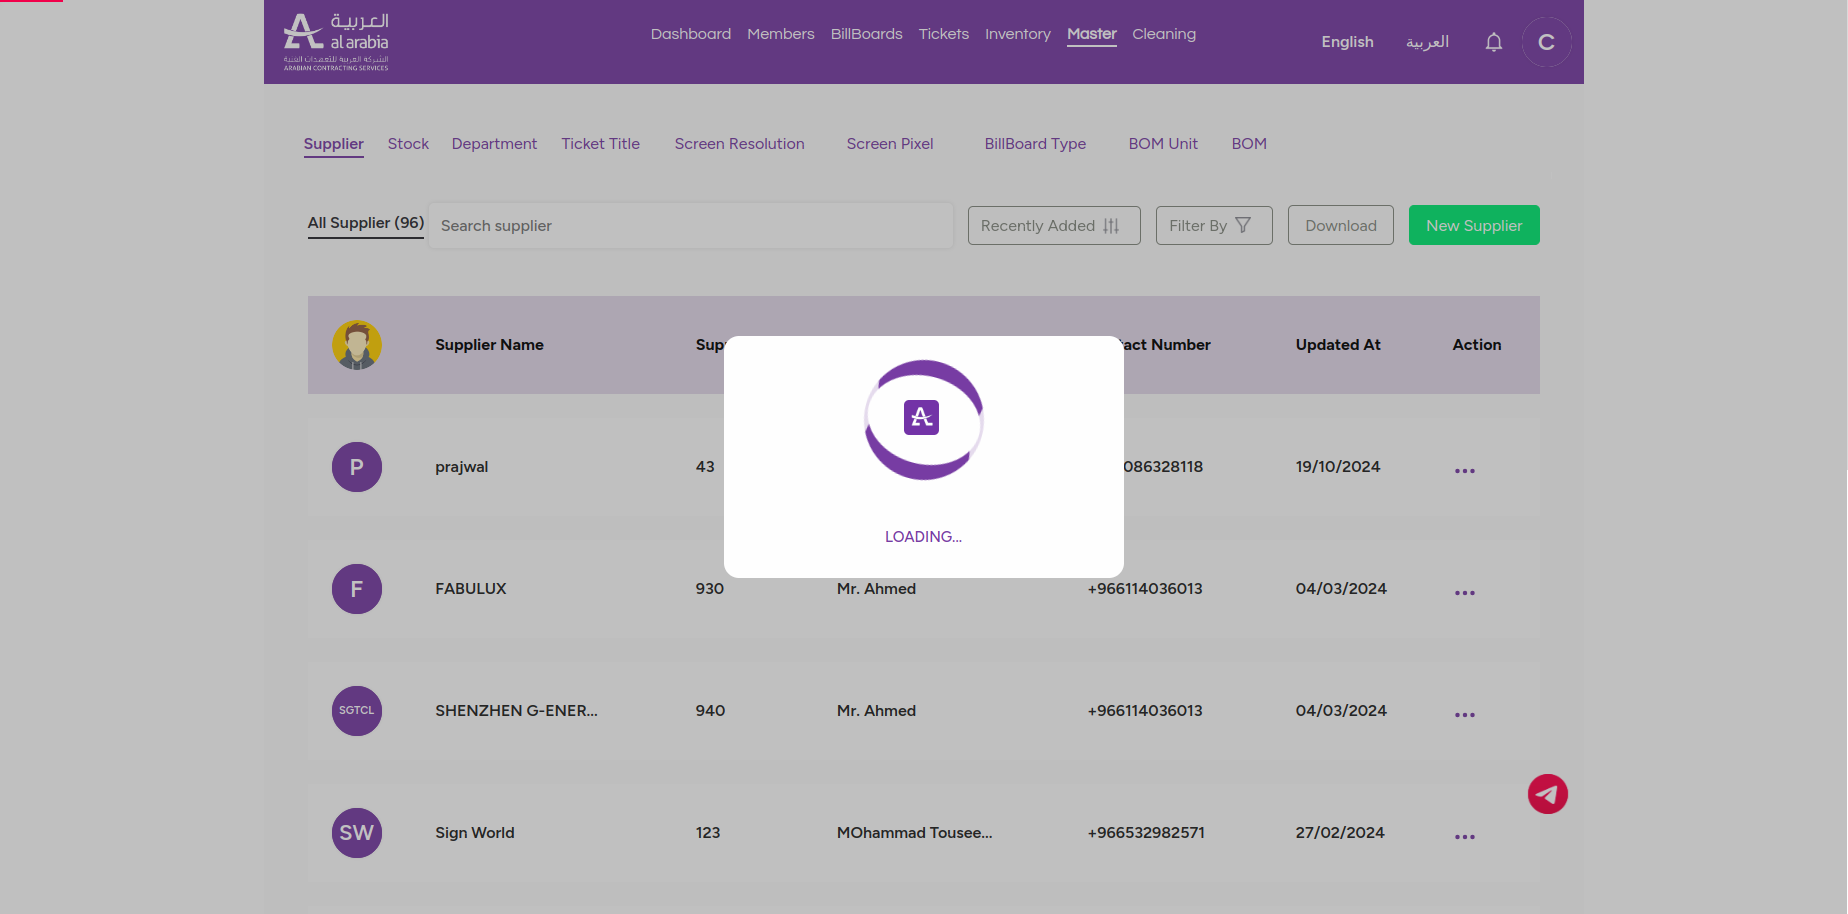 العربية
al arabia
الشركة العربية للتعهدات الفنية
ARABIAN CONTRACTING SERVICES
Dashboard Members BillBoards Tickets Inventory Master Cleaning
English العربية C
Supplier Stock Department Ticket Title Screen Resolution Screen Pixel BillBoard Type BOM Unit BOM
All Supplier (96) Search supplier Recently Added Filter By Download New Supplier
Supplier Name Sup act Number Updated At Action
P prajwal 43 086328118 19/10/2024 ...
LOADING...
F FABULUX 930 Mr. Ahmed +966114036013 04/03/2024 ...
SGTCL SHENZHEN G-ENER... 940 Mr. Ahmed +966114036013 04/03/2024 ...
SW Sign World 123 MOhammad Tousee... +966532982571 27/02/2024 ...